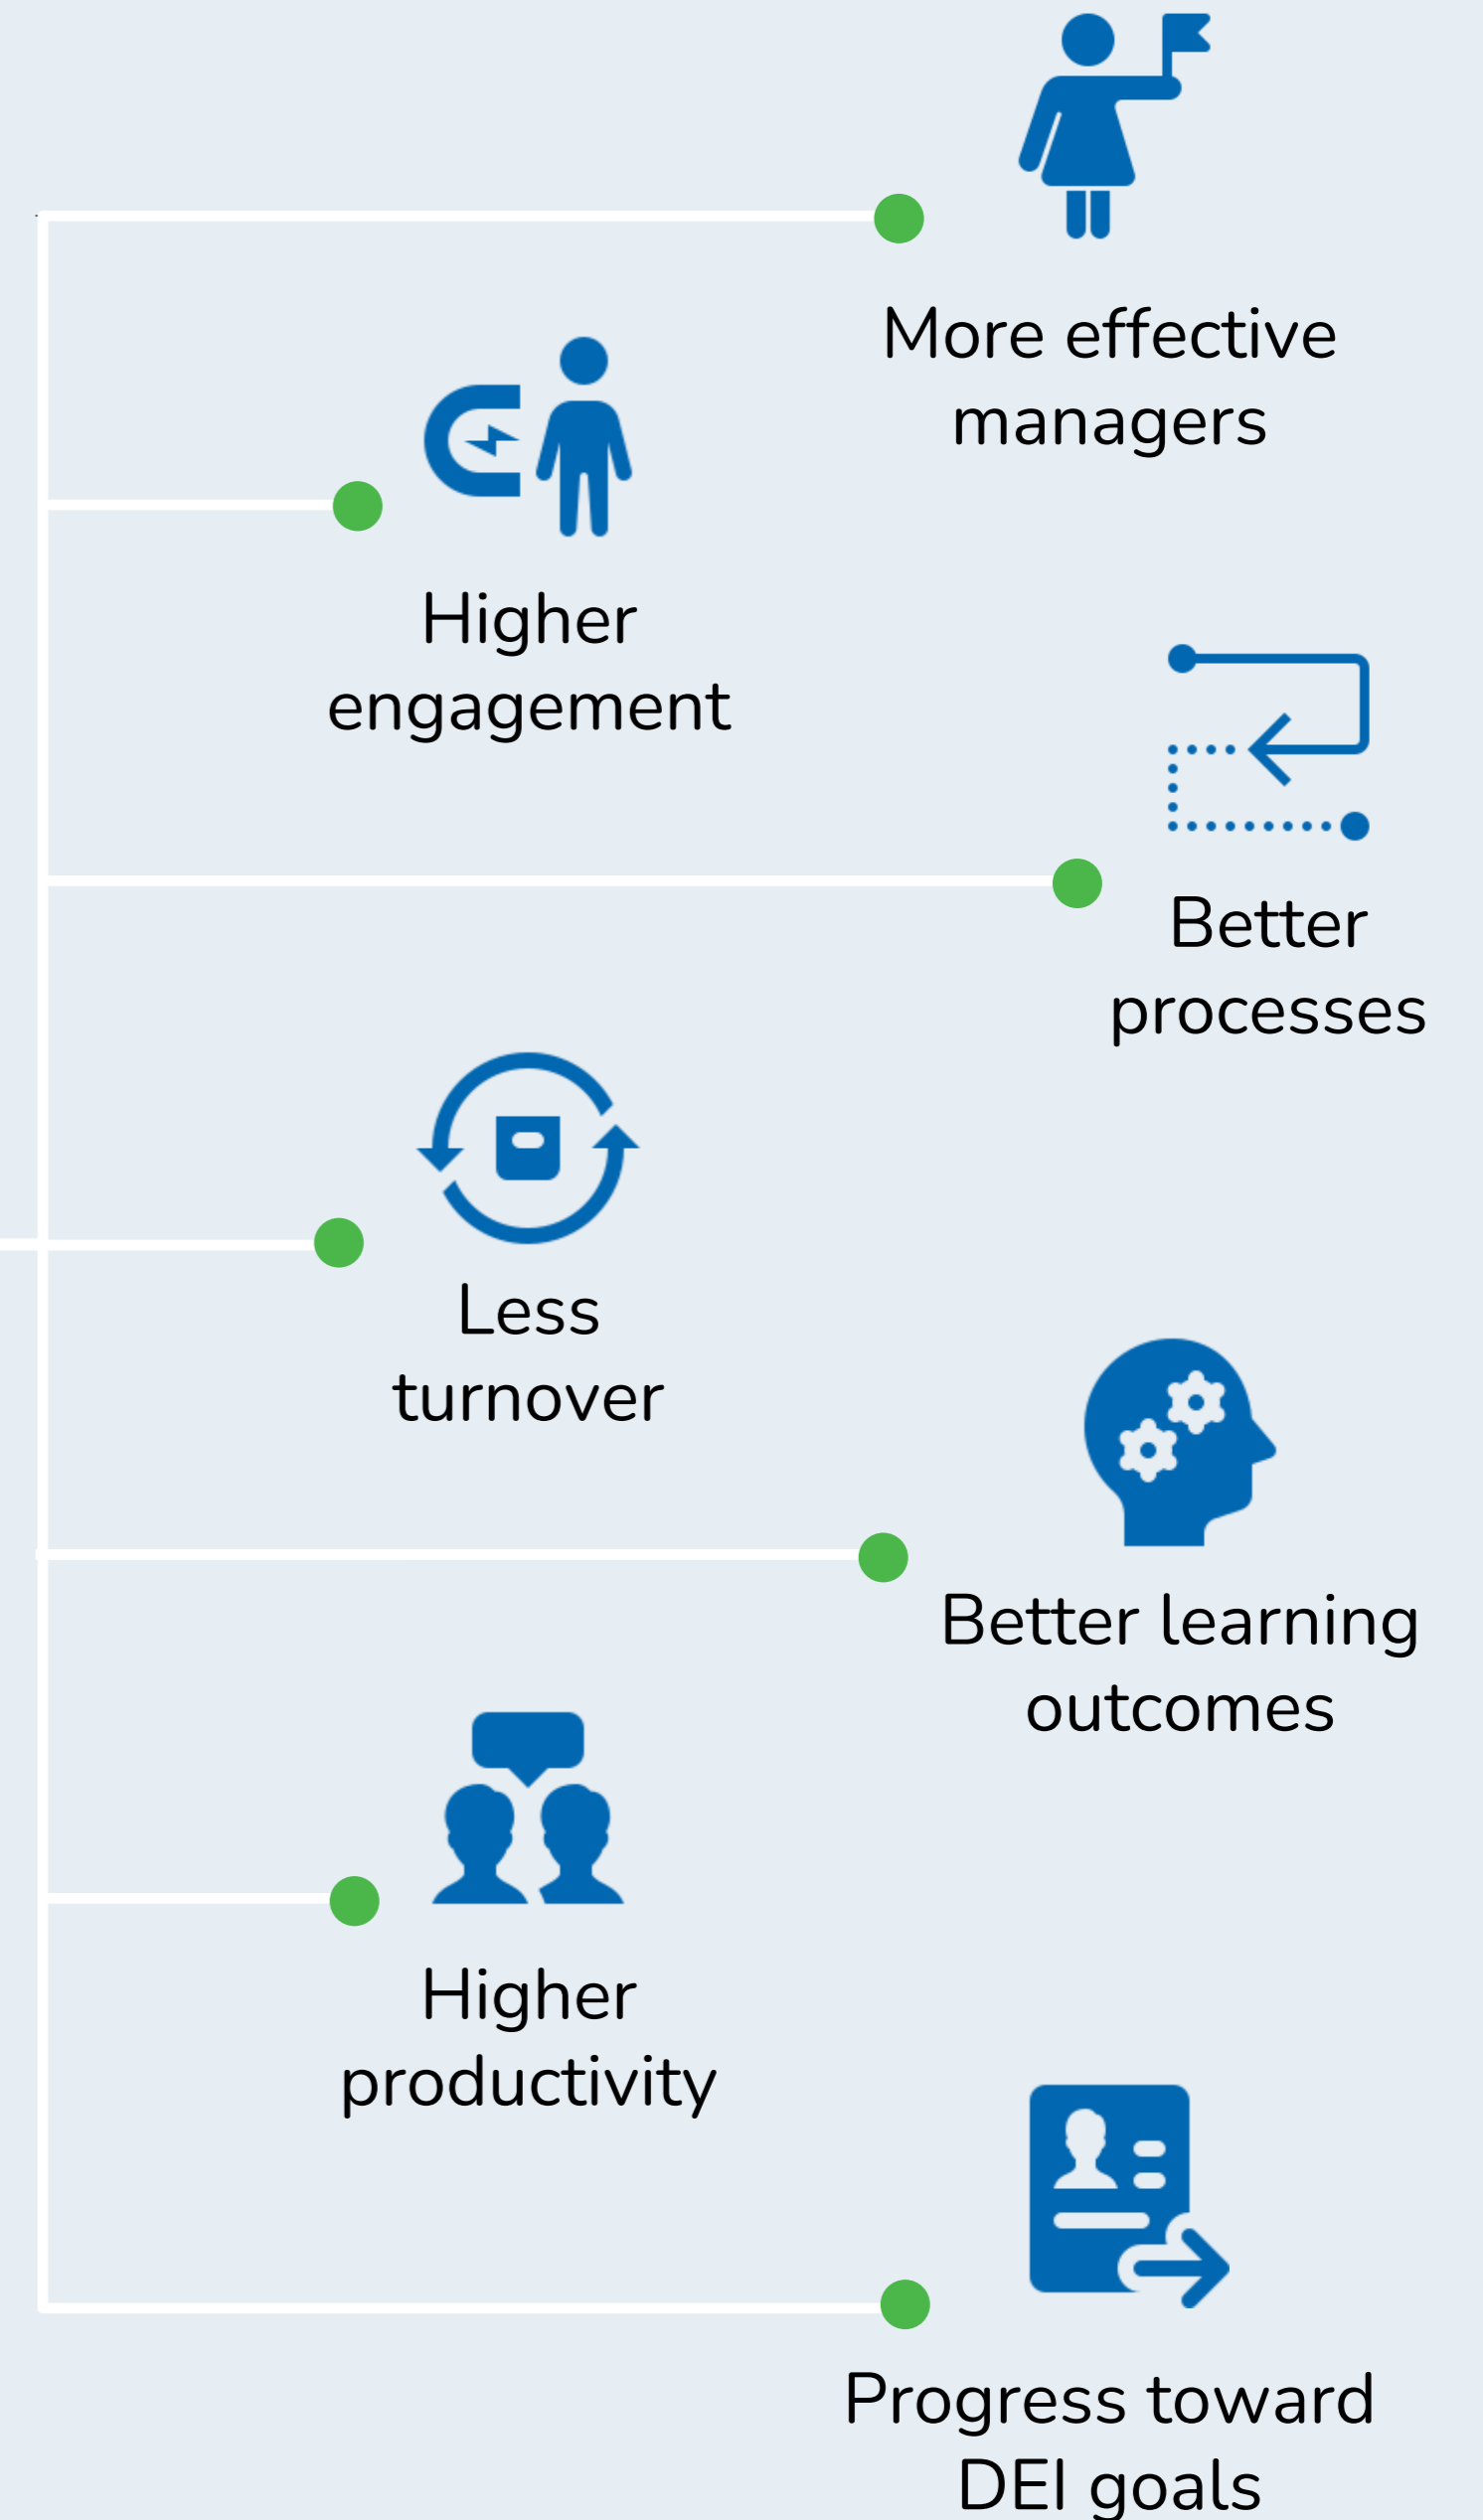 More effective
managers
Higher
engagement
Better
processes
Less
turnover
Better learning
outcomes
Higher
productivity
Progress toward
DEI goals